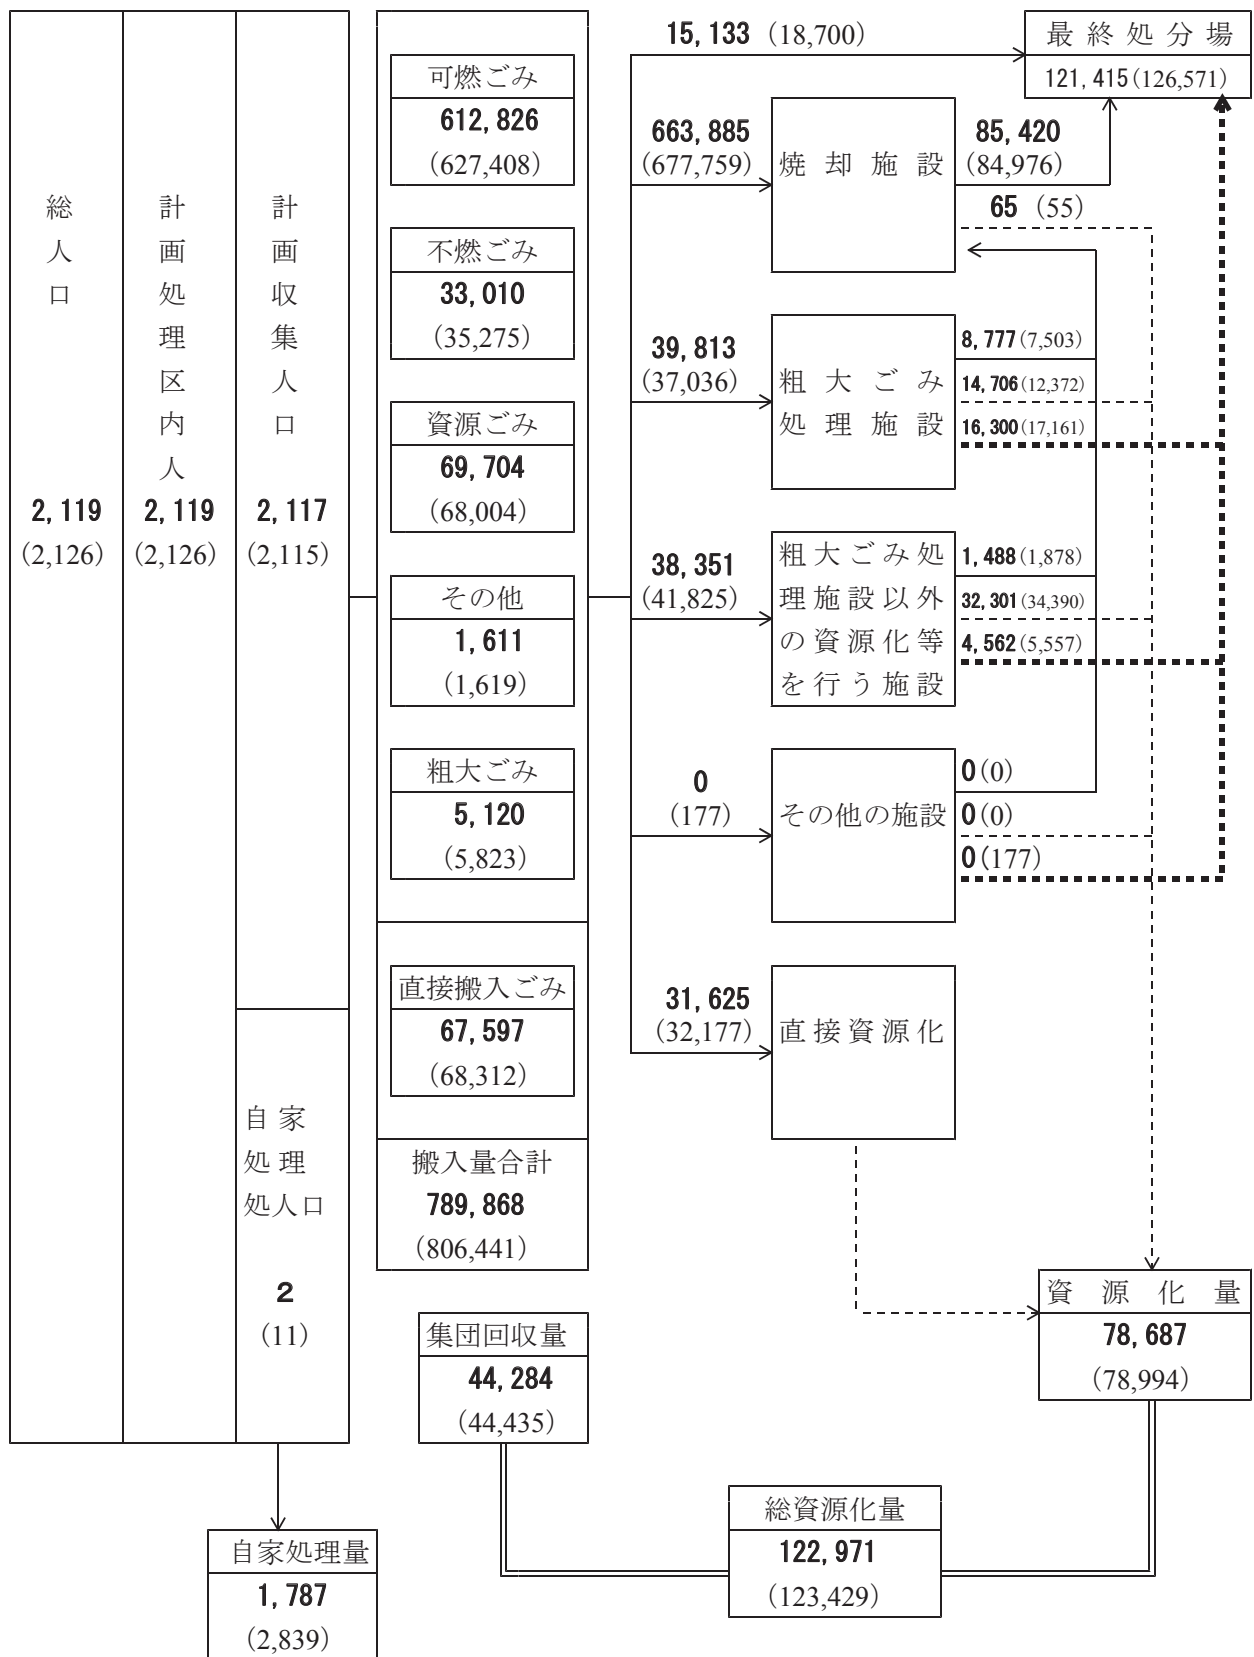 総人口
2,119
(2,126)
計画処理区内人
2,119
(2,126)
計画収集人口
2,117
(2,115)
自家
処理
処人口
2
(11)
自家処理量
1,787
(2,839)
可燃ごみ
612,826
(627,408)
不燃ごみ
33,010
(35,275)
資源ごみ
69,704
(68,004)
その他
1,611
(1,619)
粗大ごみ
5,120
(5,823)
直接搬入ごみ
67,597
(68,312)
搬入量合計
789,868
(806,441)
集団回収量
44,284
(44,435)
15,133 (18,700)
最終処分場
121,415(126,571)
663,885
(677,759)
焼却施設
85,420
(84,976)
65 (55)
39,813
(37,036)
粗大ごみ
処理施設
8,777(7,503)
14,706(12,372)
16,300(17,161)
38,351
(41,825)
粗大ごみ処
理施設以外
の資源化等
を行う施設
1,488(1,878)
32,301(34,390)
4,562(5,557)
0
(177)
その他の施設
0(0)
0(0)
0(177)
31,625
(32,177)
直接資源化
資源化量
78,687
(78,994)
総資源化量
122,971
(123,429)